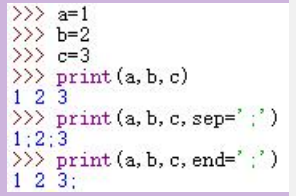 >>> a=1
>>> b=2
>>> c=3
>>> print(a,b,c)
1 2 3
>>> print(a,b,c,sep=';')
1;2;3
>>> print(a,b,c,end=';')
1 2 3;